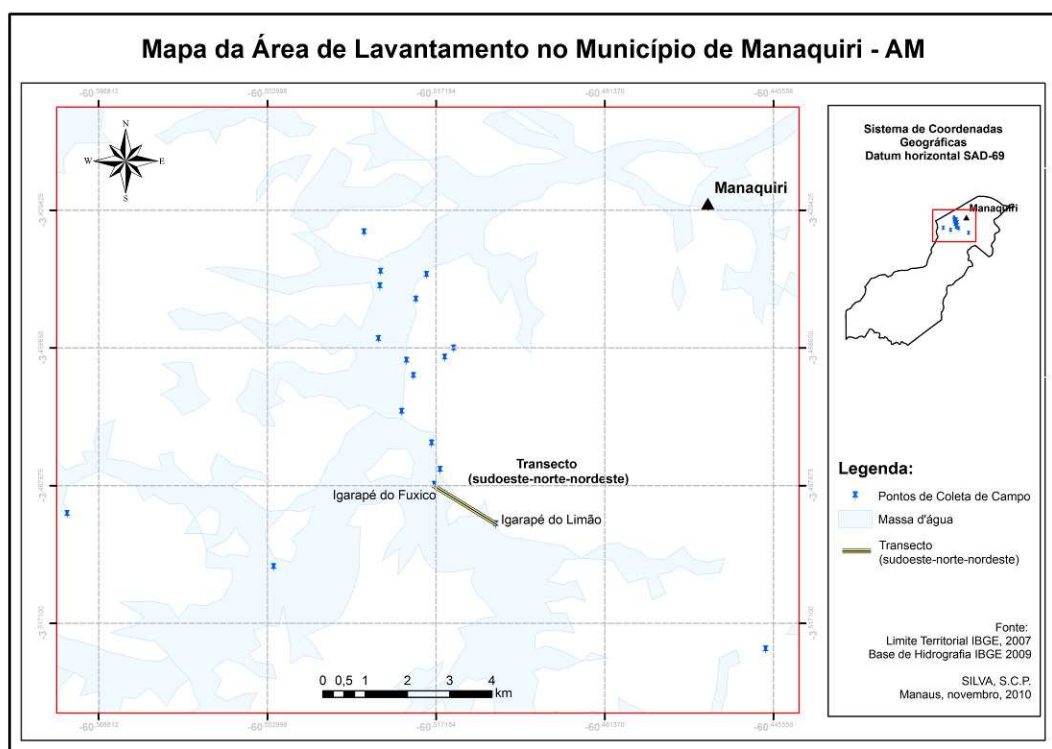 Mapa da Área de Lavantamento no Município de Manaquiri - AM
N
W
E
S
Manaquiri
Transecto
(sudoeste-norte-nordeste)
Igarapé do Fuxico
Igarapé do Limão
0 0,5 1 2 3 4
km
Sistema de Coordenadas
Geográficas
Datum horizontal SAD-69
Manaquiri
Legenda:
Pontos de Coleta de Campo
Massa d'água
Transecto
(sudoeste-norte-nordeste)
Fonte:
Limite Territorial IBGE, 2007
Base de Hidrografia IBGE 2009
SILVA, S.C.P.
Manaus, novembro, 2010